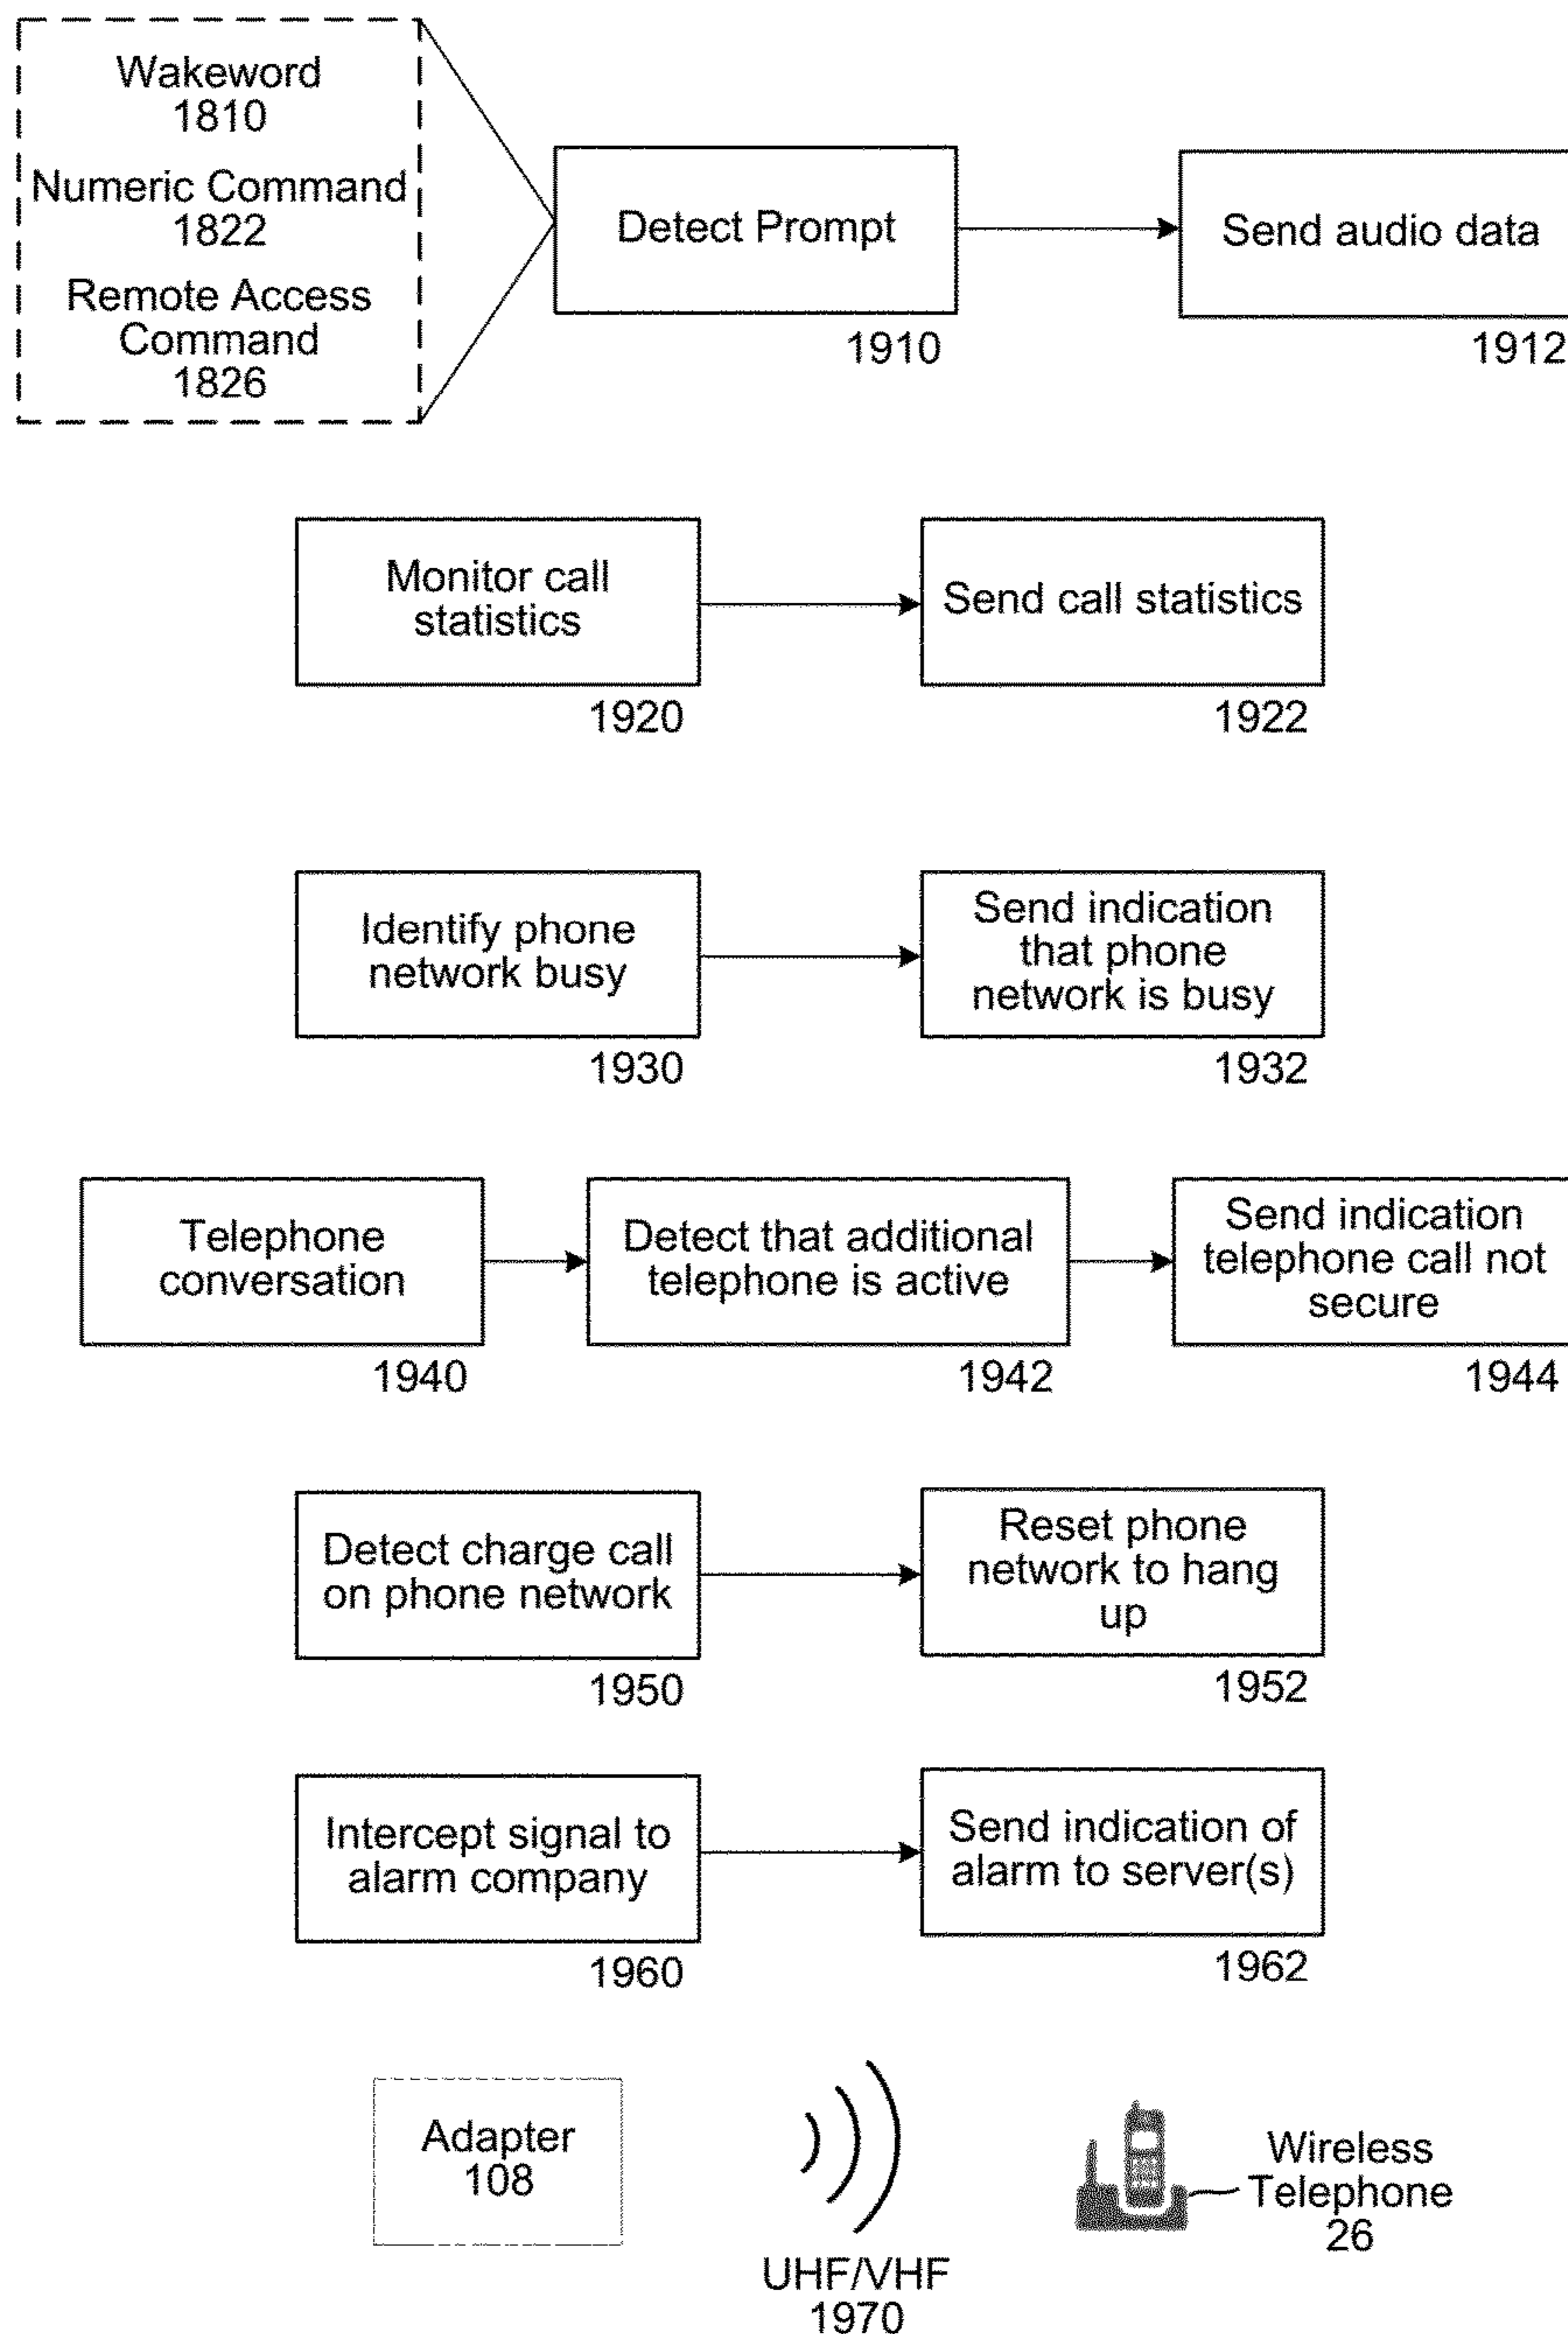 Wakeword
1810
Numeric Command
1822
Remote Access
Command
1826
Detect Prompt
1910
Send audio data
1912
Monitor call
statistics
1920
Send call statistics
1922
Identify phone
network busy
1930
Send indication
that phone
network is busy
1932
Telephone
conversation
1940
Detect that additional
telephone is active
1942
Send indication
telephone call not
secure
1944
Detect charge call
on phone network
1950
Reset phone
network to hang
up
1952
Intercept signal to
alarm company
1960
Send indication of
alarm to server(s)
1962
Adapter
108
UHF/VHF
1970
Wireless
Telephone
26